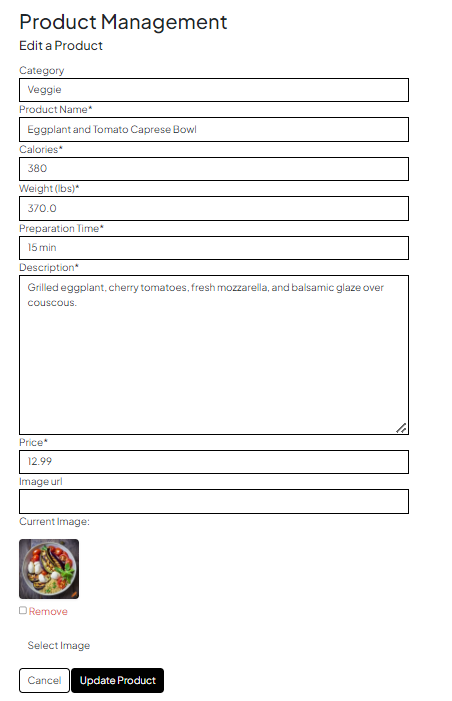 Product Management
Edit a Product
Category
Veggie
Product Name*
Eggplant and Tomato Caprese Bowl
Calories*
380
Weight (lbs)*
370.0
Preparation Time*
15 min
Description*
Grilled eggplant, cherry tomatoes, fresh mozzarella, and balsamic glaze over
couscous.
Price*
12.99
Image url
Current Image:
Remove
Select Image
Cancel Update Product